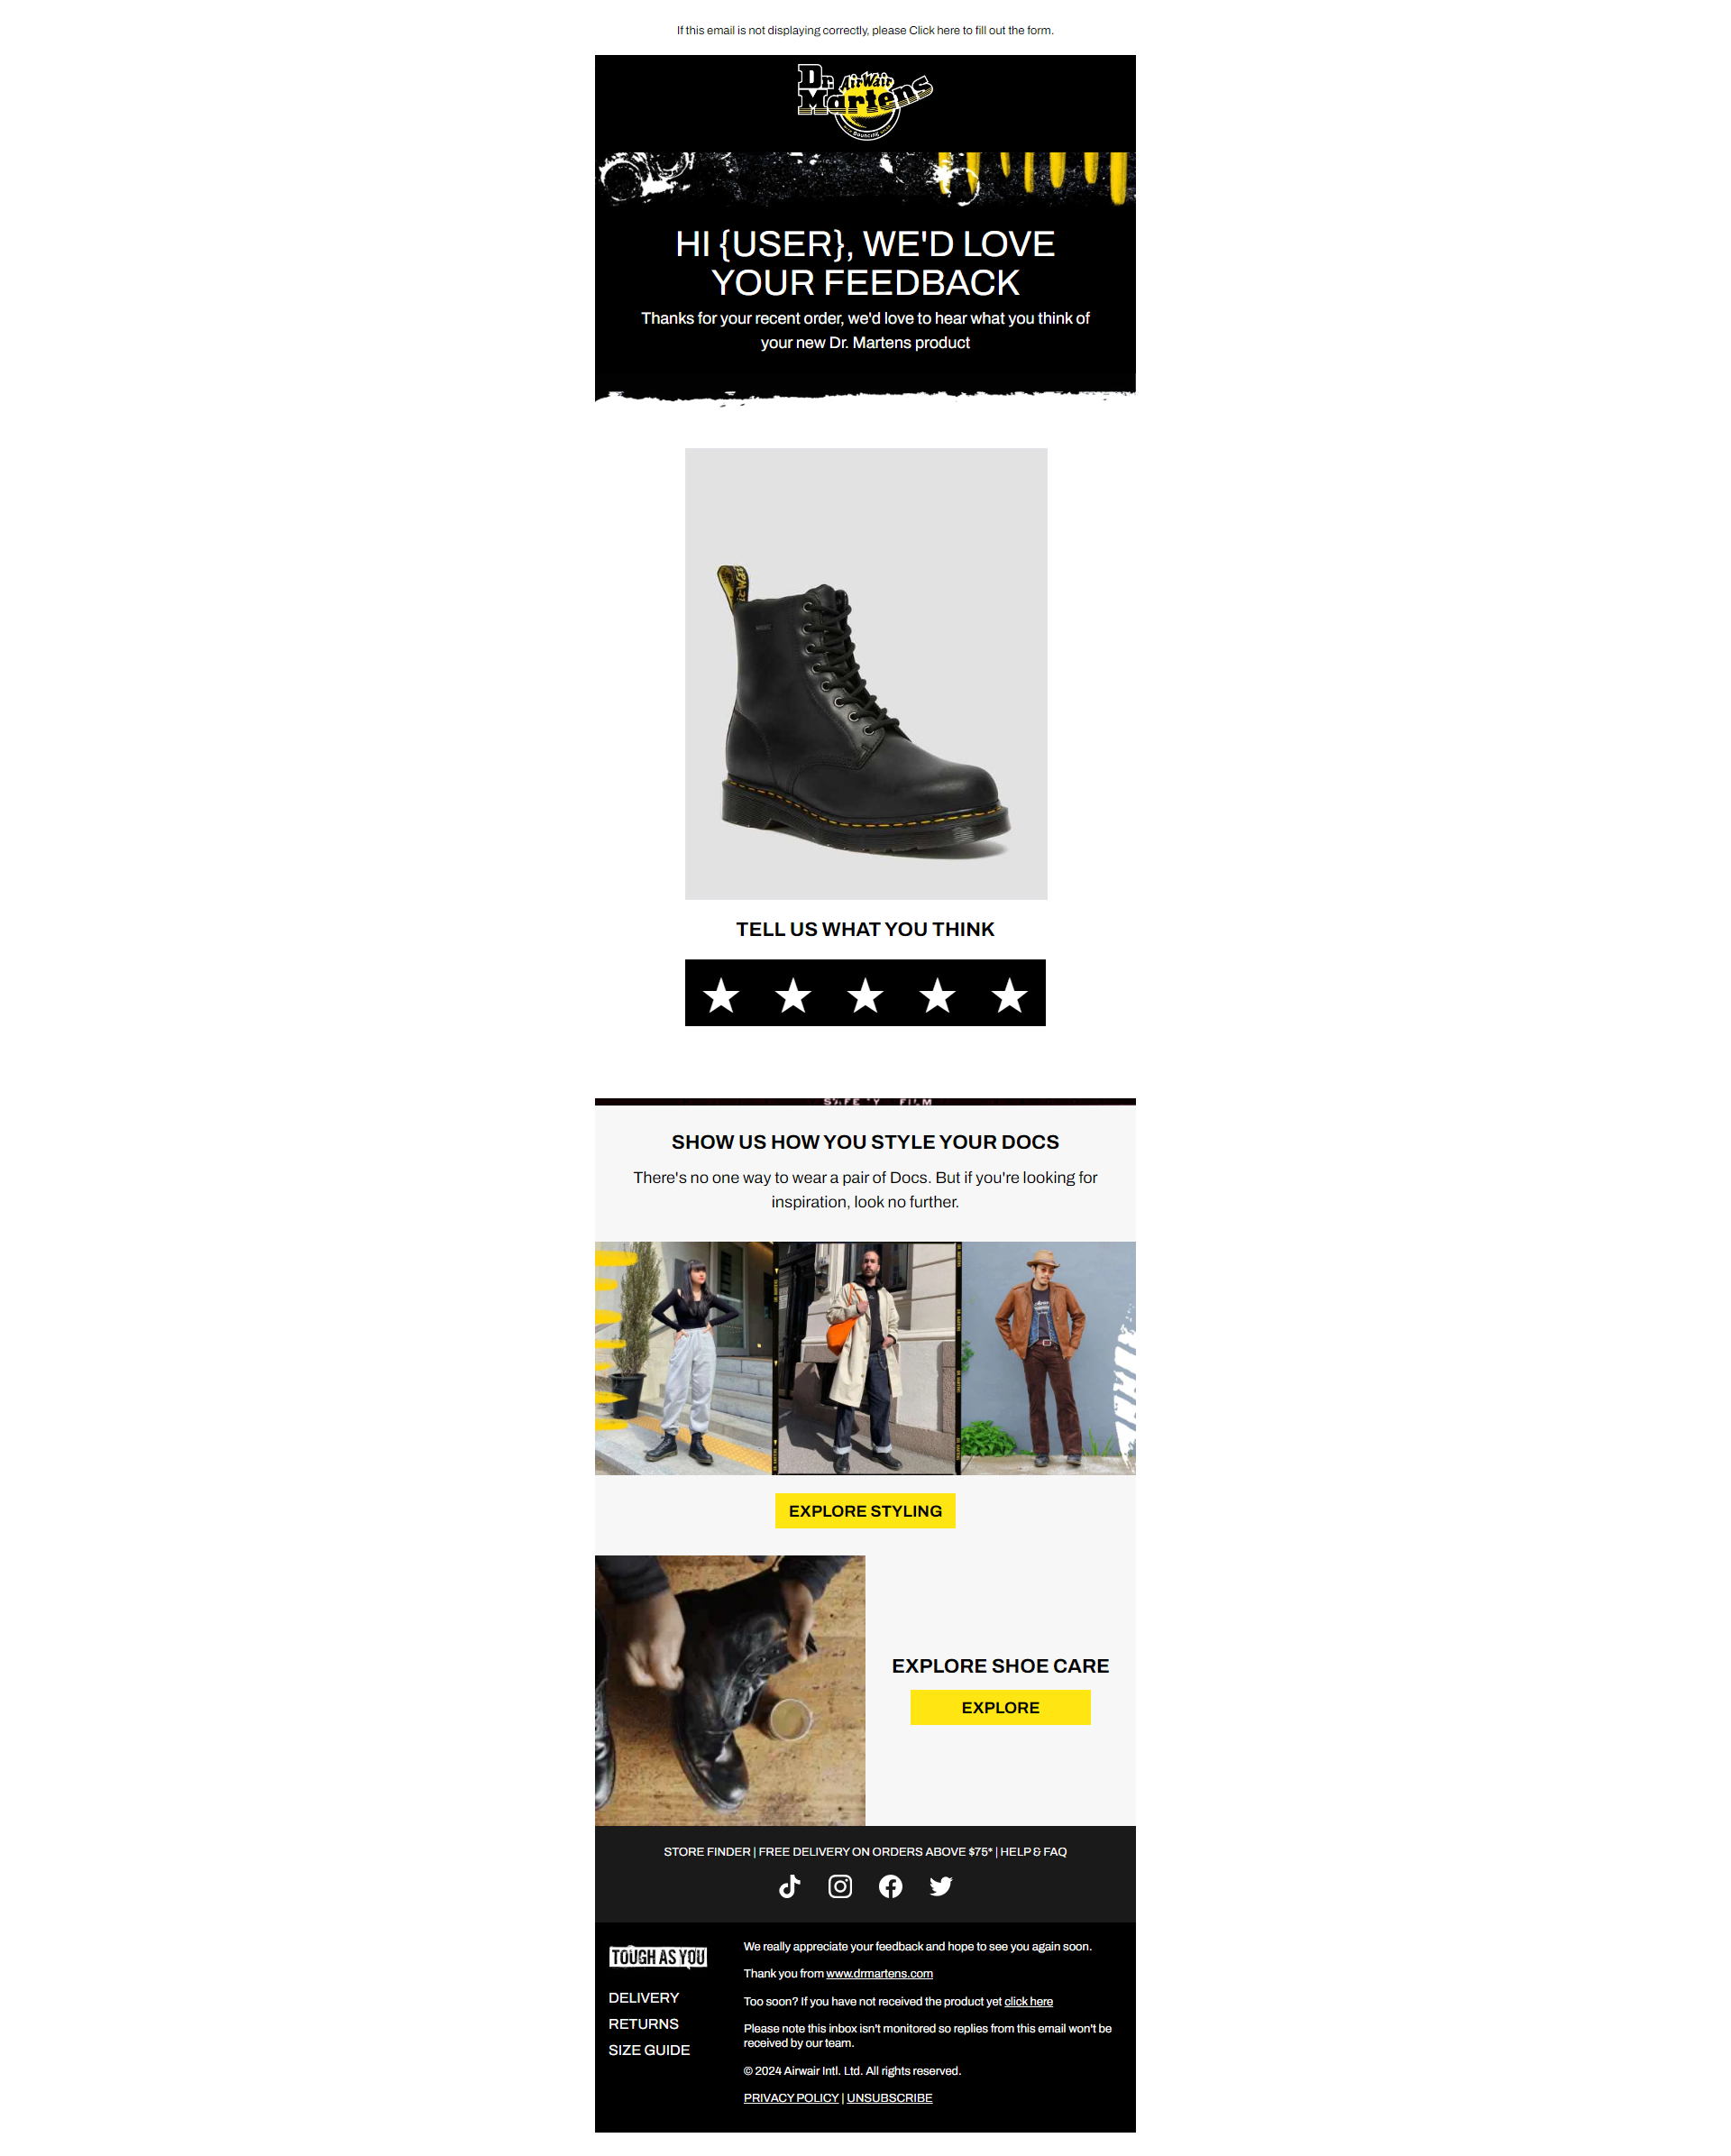 If this email is not displaying correctly, please Click here to fill out the form.
Dr. Martens
AirWair
Bouncing
HI {USER}, WE'D LOVE
YOUR FEEDBACK
Thanks for your recent order, we'd love to hear what you think of
your new Dr. Martens product
TELL US WHAT YOU THINK
SAFETY FILM
SHOW US HOW YOU STYLE YOUR DOCS
There's no one way to wear a pair of Docs. But if you're looking for
inspiration, look no further.
EXPLORE STYLING
EXPLORE SHOE CARE
EXPLORE
STORE FINDER | FREE DELIVERY ON ORDERS ABOVE $75* | HELP & FAQ
TOUGH AS YOU
DELIVERY
RETURNS
SIZE GUIDE
We really appreciate your feedback and hope to see you again soon.
Thank you from www.drmartens.com
Too soon? If you have not received the product yet click here
Please note this inbox isn't monitored so replies from this email won't be
received by our team.
© 2024 Airwair Intl. Ltd. All rights reserved.
PRIVACY POLICY | UNSUBSCRIBE